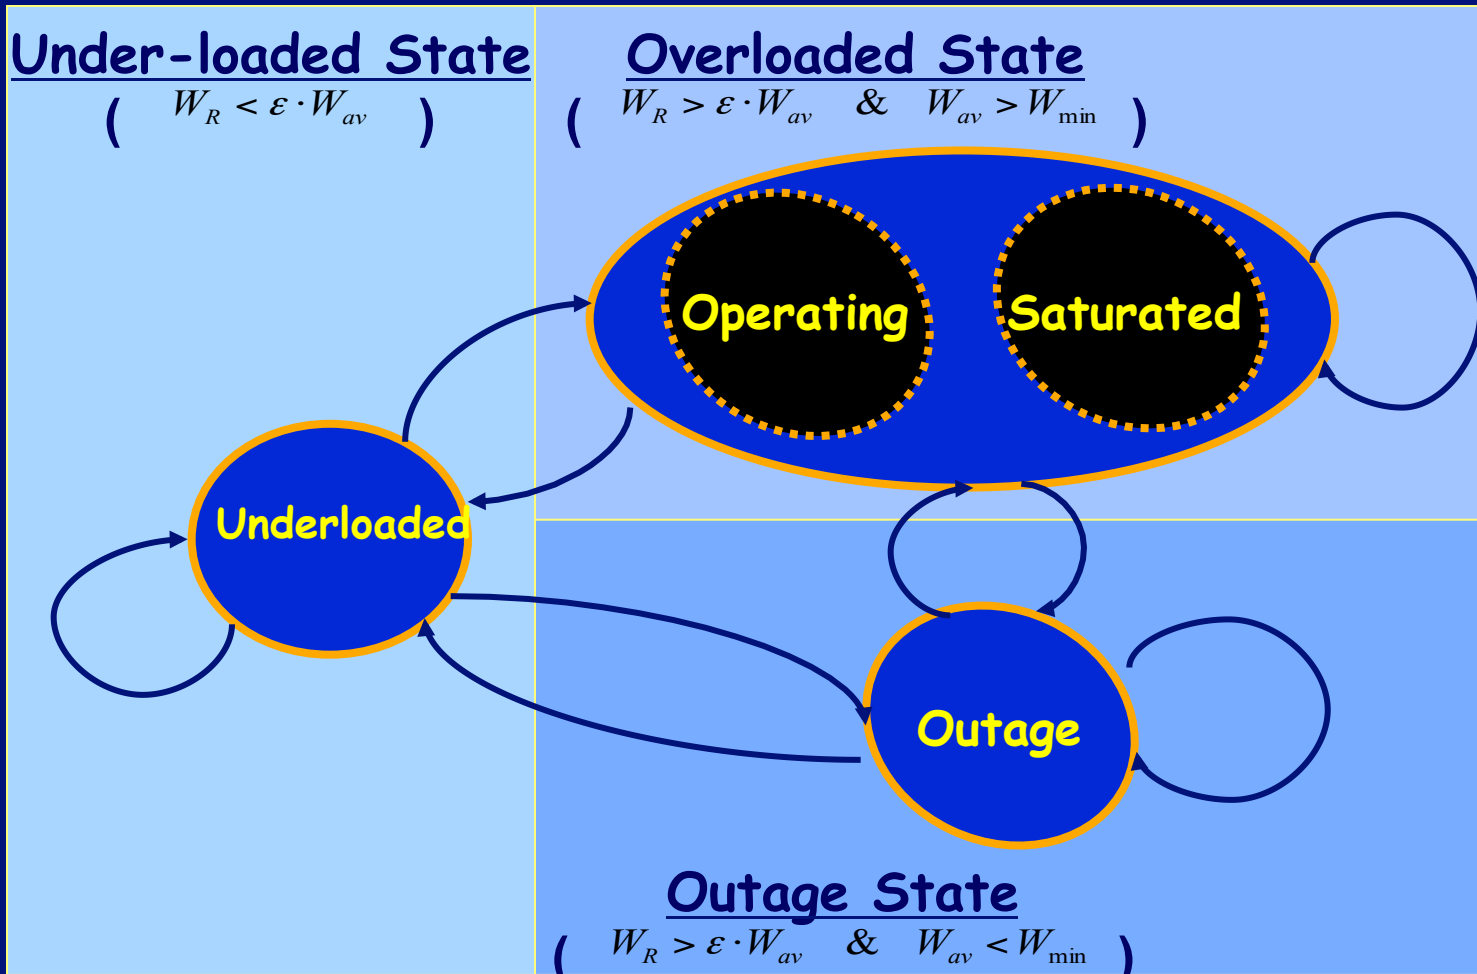 Under-loaded State
( W_R < ε · W_av )
Overloaded State
( W_R > ε · W_av & W_av > W_min )
Operating
Saturated
Underloaded
Outage
Outage State
( W_R > ε · W_av & W_av < W_min )